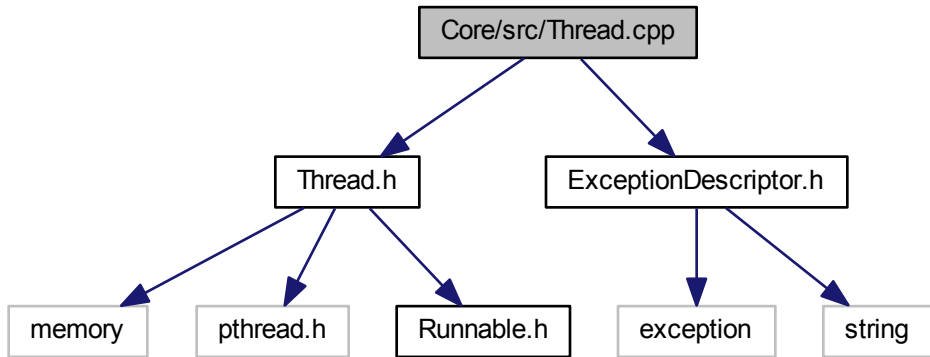 Core/src/Thread.cpp
Thread.h
ExceptionDescriptor.h
memory
pthread.h
Runnable.h
exception
string